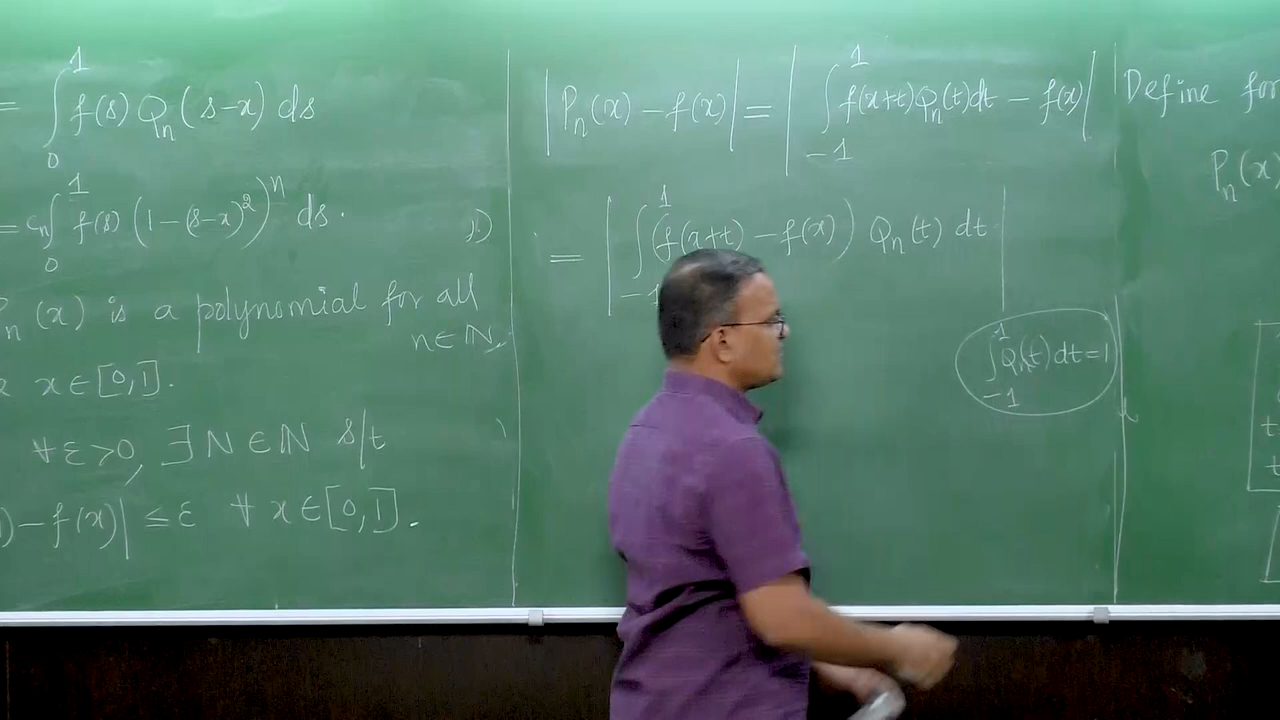 = ∫₀¹ f(s) Qₙ(s-x) ds
= cₙ ∫₀¹ f(s) (1-(s-x)²)ⁿ ds.
Pₙ(x) is a polynomial for all
n∈ℕ,
x∈[0,1].
∀ε>0, ∃N∈ℕ s/t
)-f(x)| ≤ε ∀ x∈[0,1].
|Pₙ(x)-f(x)| = |∫₋₁¹ f(x+t)Qₙ(t)dt - f(x)|
= |∫₋₁¹ (f(x+t)-f(x)) Qₙ(t) dt|
∫₋₁¹ Qₙ(t)dt=1
Define for
Pₙ(x)
t
t